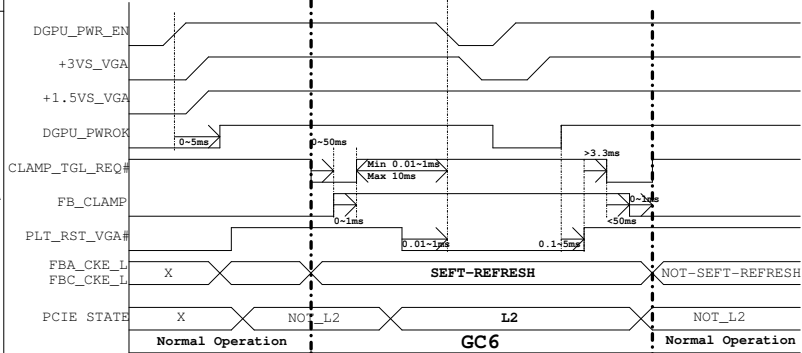 DGPU_PWR_EN
+3VS_VGA
+1.5VS_VGA
DGPU_PWROK
0~5ms
0~50ms
>3.3ms
CLAMP_TGL_REQ#
Min 0.01~1ms
Max 10ms
FB_CLAMP
0~1ms
0~1ms
<50ms
PLT_RST_VGA#
0.01~1ms
0.1~5ms
FBA_CKE_L
FBC_CKE_L
X
SEFT-REFRESH
NOT-SEFT-REFRESH
PCIE STATE
X
NOT_L2
L2
NOT_L2
Normal Operation
GC6
Normal Operation